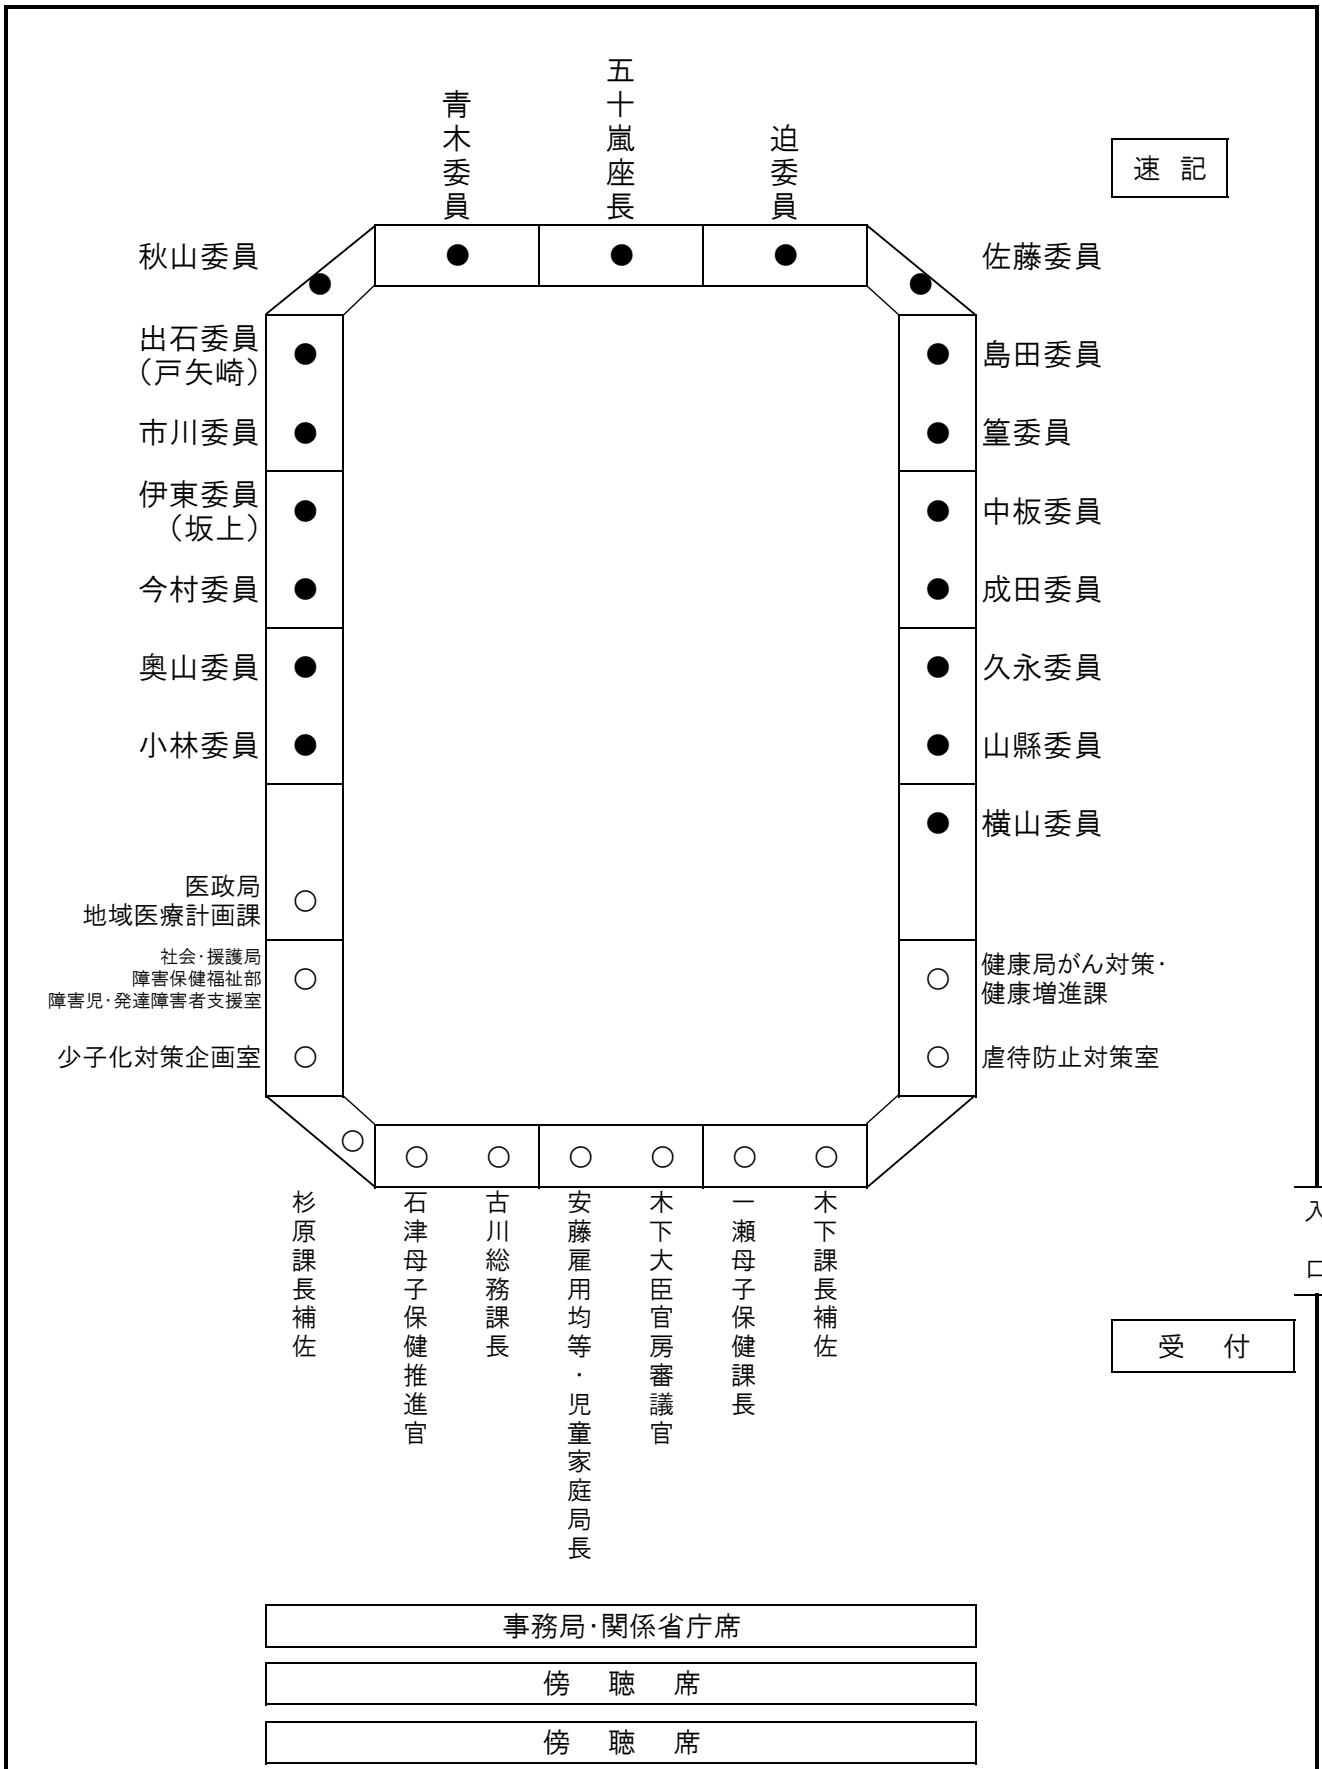 五十嵐座長
青木委員
迫委員
速 記
秋山委員
佐藤委員
出石委員
（戸矢崎）
島田委員
市川委員
篁委員
伊東委員
（坂上）
中板委員
今村委員
成田委員
奥山委員
久永委員
小林委員
山縣委員
横山委員
医政局
地域医療計画課
社会・援護局
障害保健福祉部
障害児・発達障害者支援室
健康局がん対策・
健康増進課
少子化対策企画室
虐待防止対策室
杉原課長補佐
石津母子保健推進官
古川総務課長
安藤雇用均等・児童家庭局長
木下大臣官房審議官
一瀬母子保健課長
木下課長補佐
入口
受 付
事務局・関係省庁席
傍 聴 席
傍 聴 席